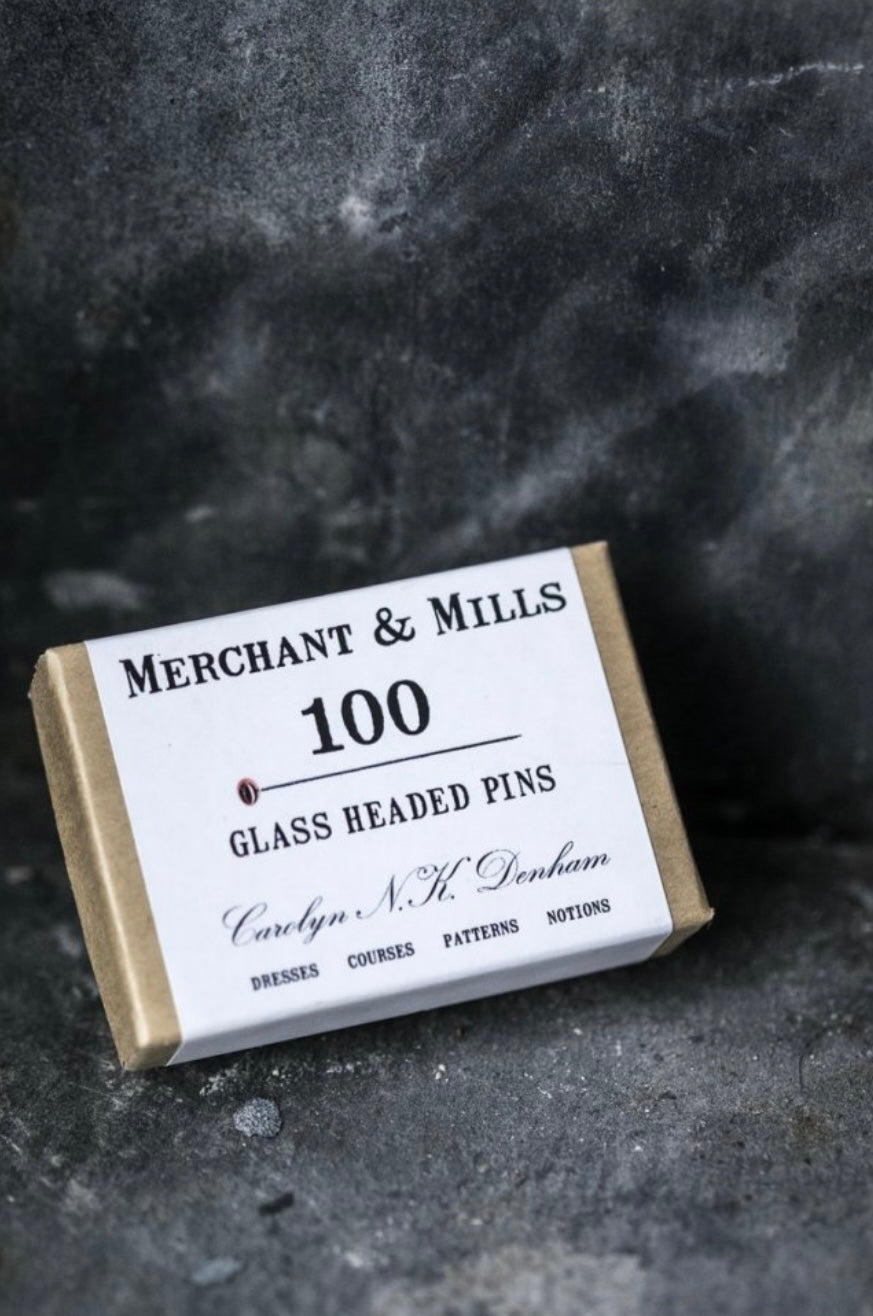 MERCHANT & MILLS
100
GLASS HEADED PINS
Carolyn N.K. Denham
DRESSES COURSES PATTERNS NOTIONS